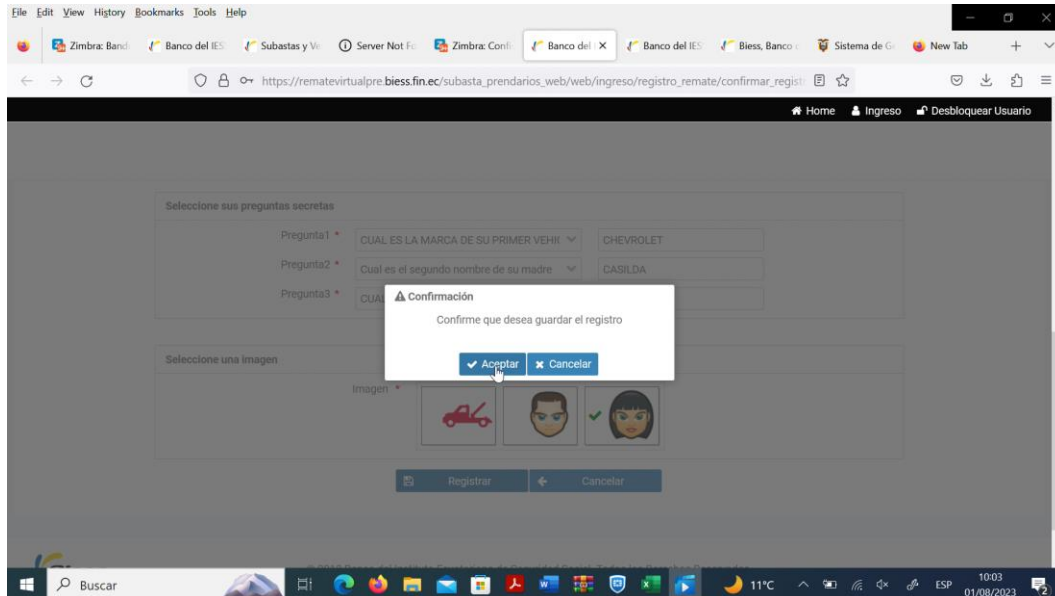 File Edit View History Bookmarks Tools Help
Zimbra: Band Banco del IES Subastas y Ve Server Not Fo Zimbra: Confi Banco del Banco del IES Biess, Banco Sistema de Ge New Tab
https://rematevirtualpre.biess.fin.ec/subasta_prendarios_web/web/ingreso/registro_remate/confirmar_regist
Home Ingreso Desbloquear Usuario
Seleccione sus preguntas secretas
Pregunta1 * CUAL ES LA MARCA DE SU PRIMER VEHI CHEVROLET
Pregunta2 * Cual es el segundo nombre de su madre CASILDA
Pregunta3 * CUAL
Confirmación
Confirme que desea guardar el registro
Aceptar Cancelar
Seleccione una imagen
Imagen *
Registrar Cancelar
Buscar 11°C ESP 10:03
01/08/2023
2